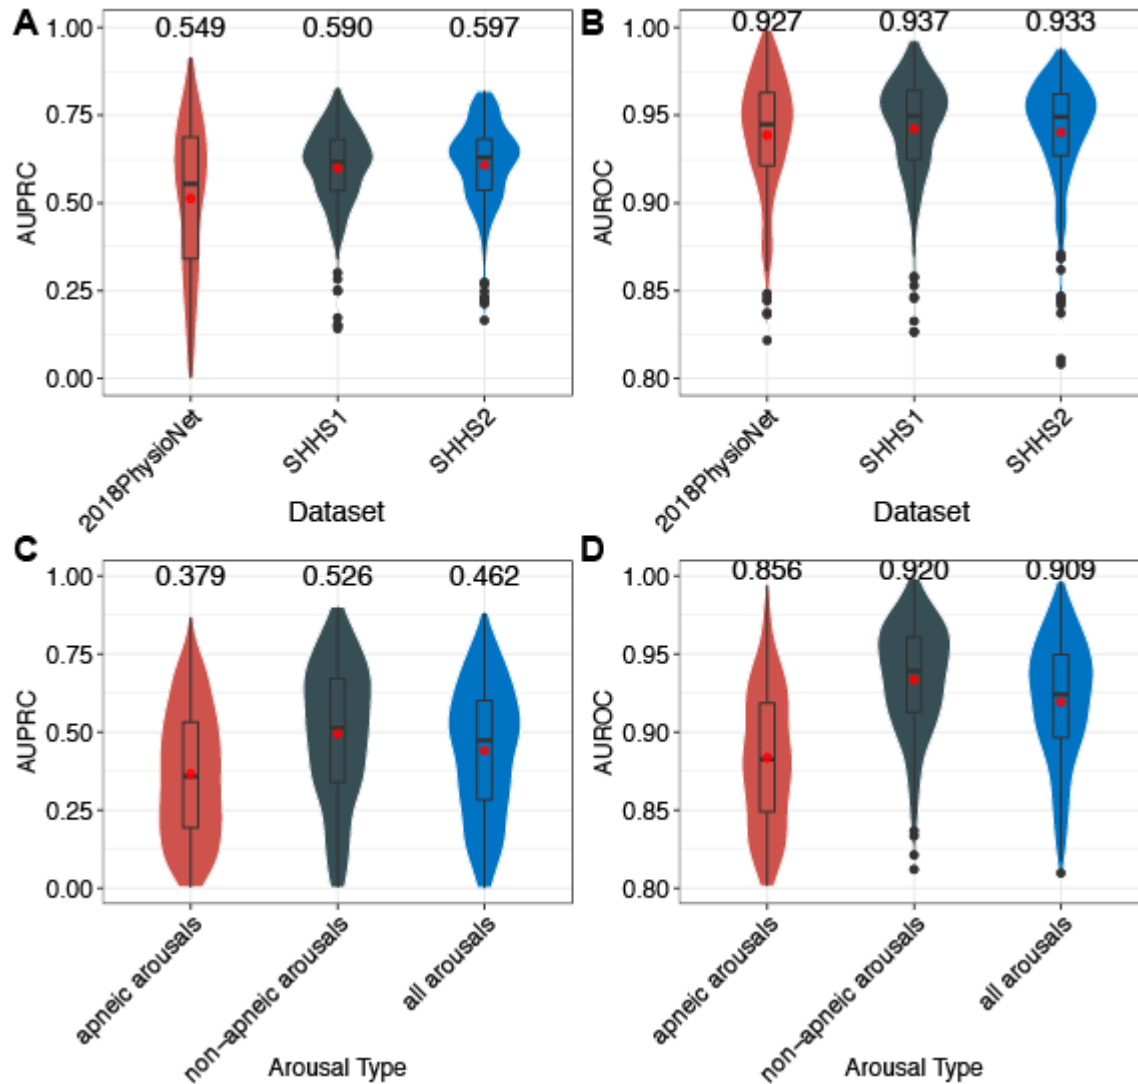 A
B
0.549 0.590 0.597
0.927 0.937 0.933
1.00
0.75
0.50
0.25
0.00
AUPRC
1.00
0.95
0.90
0.85
0.80
AUROC
2018PhysioNet
SHHS1
SHHS2
Dataset
2018PhysioNet
SHHS1
SHHS2
Dataset
C
D
0.379 0.526 0.462
0.856 0.920 0.909
1.00
0.75
0.50
0.25
0.00
AUPRC
1.00
0.95
0.90
0.85
0.80
AUROC
apneic arousals
non-apneic arousals
all arousals
Arousal Type
apneic arousals
non-apneic arousals
all arousals
Arousal Type